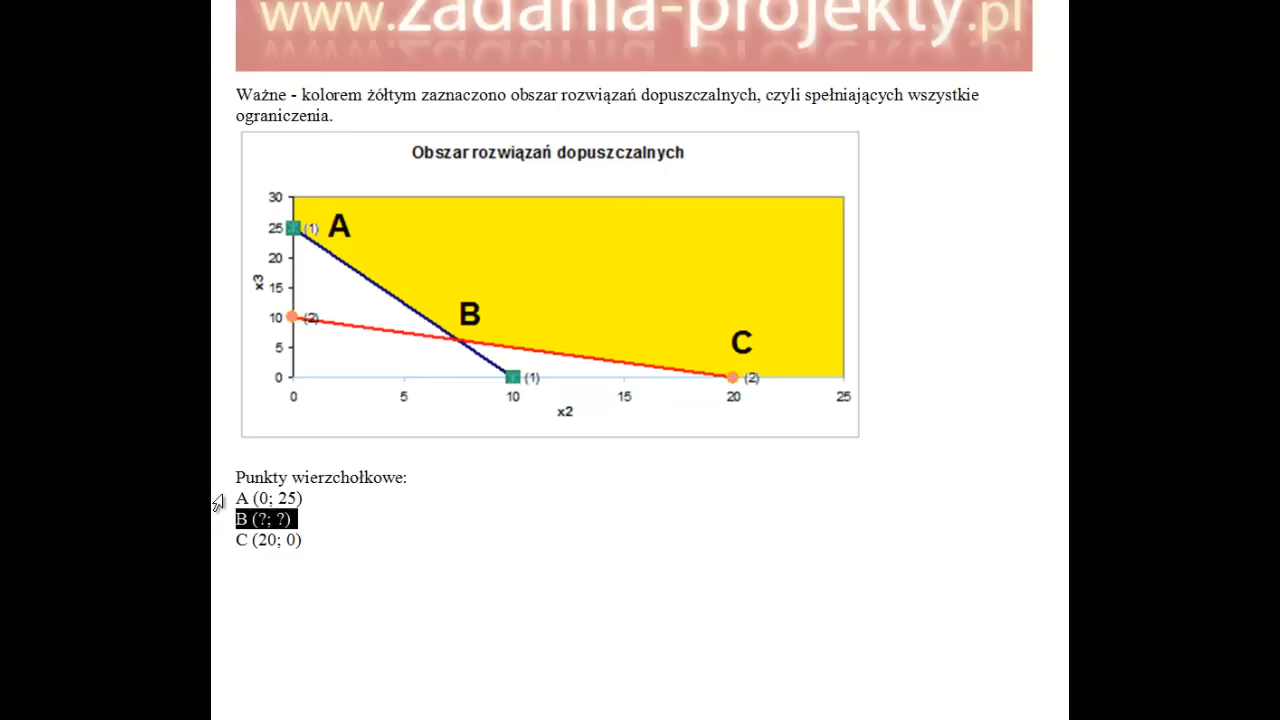 www.zadania-projekty.pl
Ważne - kolorem żółtym zaznaczono obszar rozwiązań dopuszczalnych, czyli spełniających wszystkie
ograniczenia.
Obszar rozwiązań dopuszczalnych
30
25 (1) A
20
x3
15
B
10 (2)
C
5
0 (1) (2)
0 5 10 15 20 25
x2
Punkty wierzchołkowe:
A (0; 25)
B (?; ?)
C (20; 0)